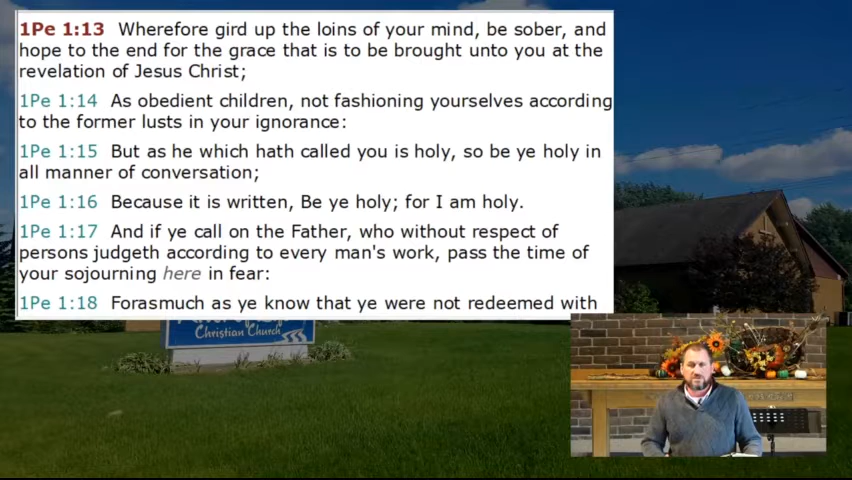 1Pe 1:13 Wherefore gird up the loins of your mind, be sober, and
hope to the end for the grace that is to be brought unto you at the
revelation of Jesus Christ;
1Pe 1:14 As obedient children, not fashioning yourselves according
to the former lusts in your ignorance:
1Pe 1:15 But as he which hath called you is holy, so be ye holy in
all manner of conversation;
1Pe 1:16 Because it is written, Be ye holy; for I am holy.
1Pe 1:17 And if ye call on the Father, who without respect of
persons judgeth according to every man's work, pass the time of
your sojourning here in fear:
1Pe 1:18 Forasmuch as ye know that ye were not redeemed with
Christian Church